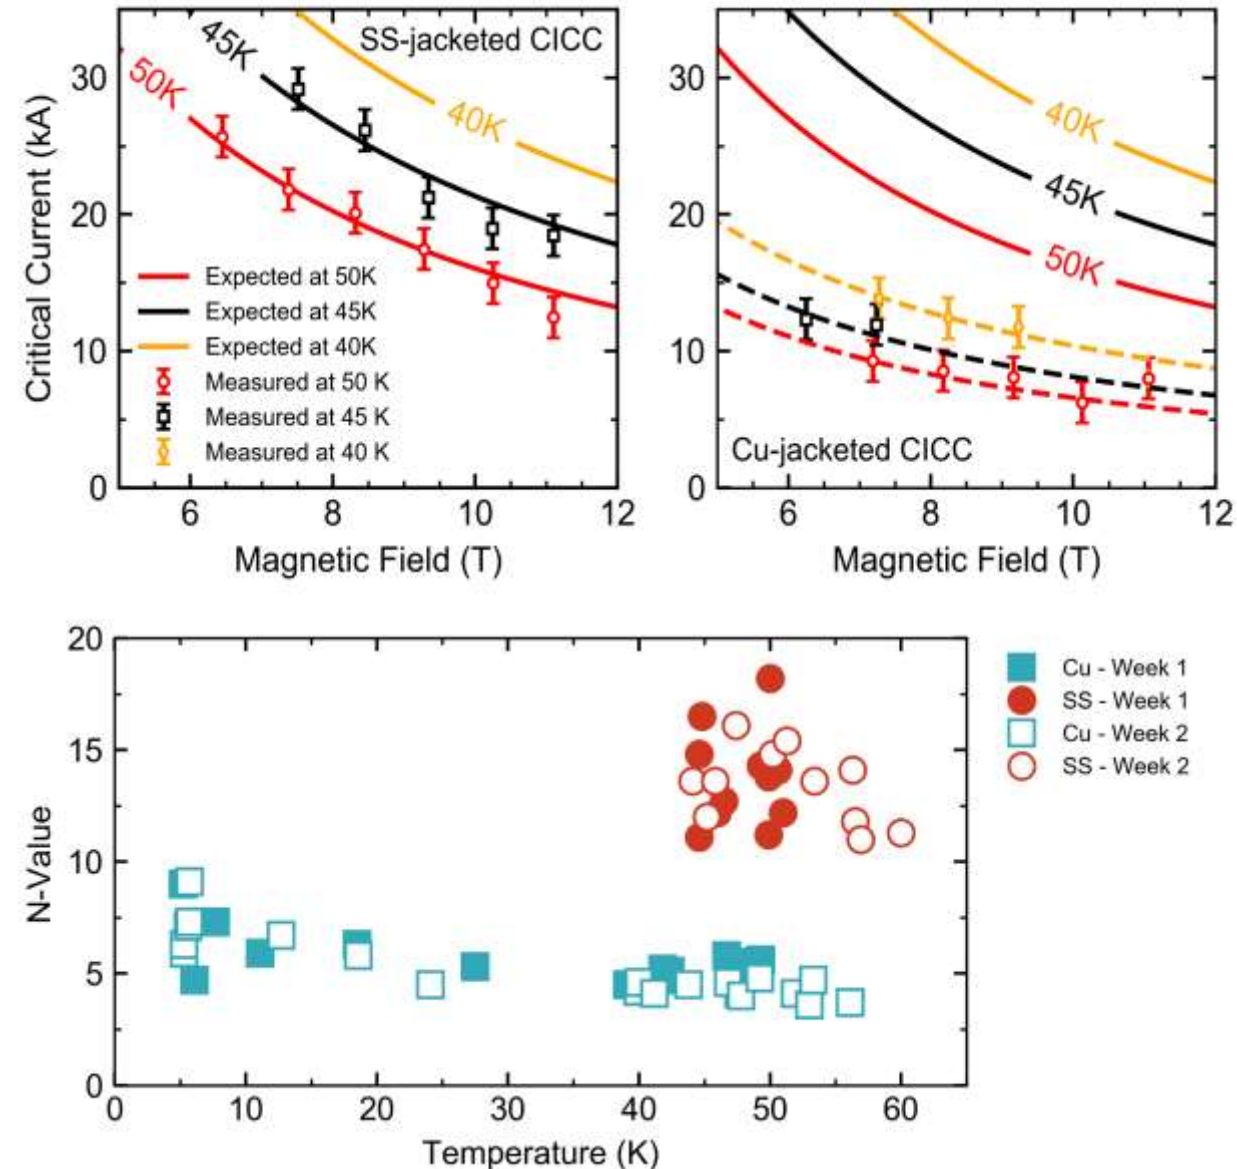 SS-jacketed CICC
45K
50K
40K
30
20
10
0
Critical Current (kA)
Expected at 50K
Expected at 45K
Expected at 40K
Measured at 50 K
Measured at 45 K
Measured at 40 K
6 8 10 12
Magnetic Field (T)
40K
45K
50K
30
20
10
0
Cu-jacketed CICC
6 8 10 12
Magnetic Field (T)
20
15
10
5
0
N-Value
0 10 20 30 40 50 60
Temperature (K)
Cu - Week 1
SS - Week 1
Cu - Week 2
SS - Week 2